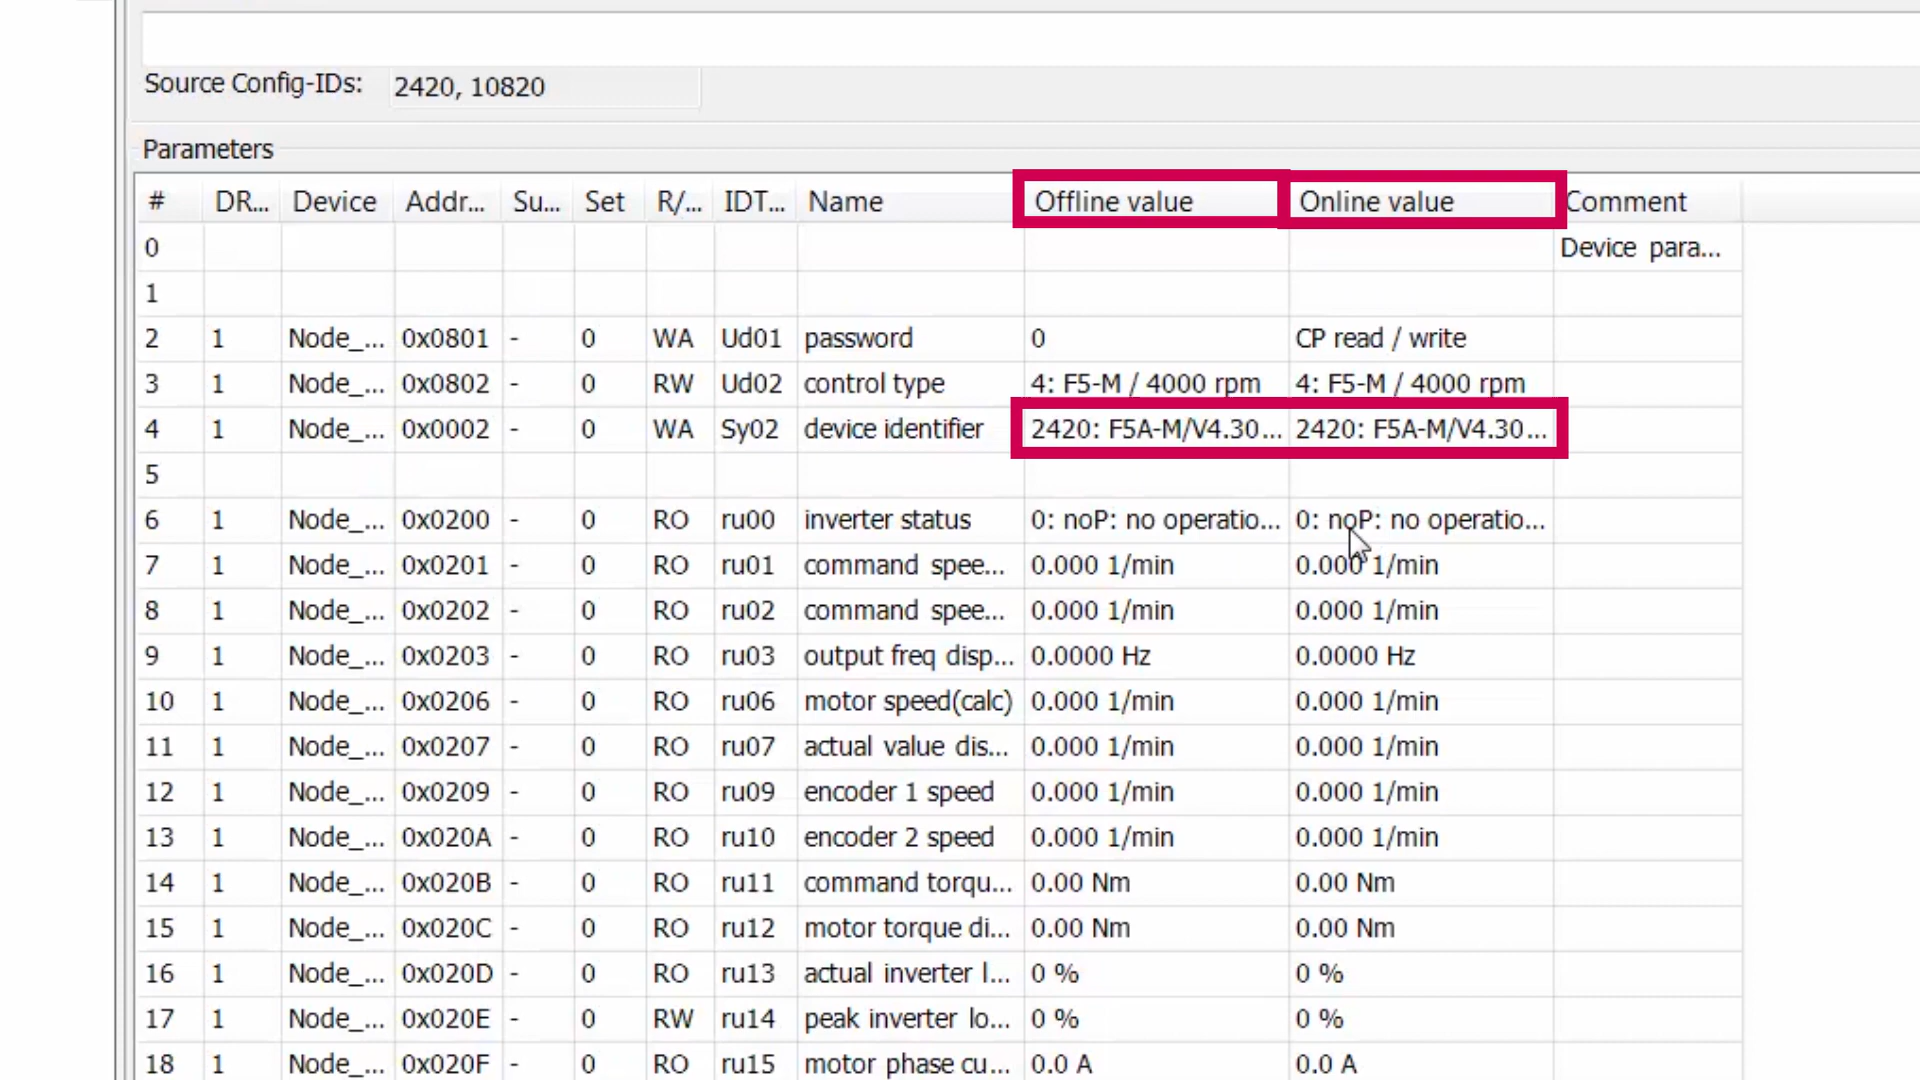 Source Config-IDs: 2420, 10820
Parameters
# DR... Device Addr... Su... Set R/... IDT... Name Offline value Online value Comment
0 Device para...
1
2 1 Node_... 0x0801 - 0 WA Ud01 password 0 CP read / write
3 1 Node_... 0x0802 - 0 RW Ud02 control type 4: F5-M / 4000 rpm 4: F5-M / 4000 rpm
4 1 Node_... 0x0002 - 0 WA Sy02 device identifier 2420: F5A-M/V4.30... 2420: F5A-M/V4.30...
5
6 1 Node_... 0x0200 - 0 RO ru00 inverter status 0: noP: no operatio... 0: noP: no operatio...
7 1 Node_... 0x0201 - 0 RO ru01 command spee... 0.000 1/min 0.000 1/min
8 1 Node_... 0x0202 - 0 RO ru02 command spee... 0.000 1/min 0.000 1/min
9 1 Node_... 0x0203 - 0 RO ru03 output freq disp... 0.0000 Hz 0.0000 Hz
10 1 Node_... 0x0206 - 0 RO ru06 motor speed(calc) 0.000 1/min 0.000 1/min
11 1 Node_... 0x0207 - 0 RO ru07 actual value dis... 0.000 1/min 0.000 1/min
12 1 Node_... 0x0209 - 0 RO ru09 encoder 1 speed 0.000 1/min 0.000 1/min
13 1 Node_... 0x020A - 0 RO ru10 encoder 2 speed 0.000 1/min 0.000 1/min
14 1 Node_... 0x020B - 0 RO ru11 command torqu... 0.00 Nm 0.00 Nm
15 1 Node_... 0x020C - 0 RO ru12 motor torque di... 0.00 Nm 0.00 Nm
16 1 Node_... 0x020D - 0 RO ru13 actual inverter l... 0 % 0 %
17 1 Node_... 0x020E - 0 RW ru14 peak inverter lo... 0 % 0 %
18 1 Node_... 0x020F - 0 RO ru15 motor phase cu... 0.0 A 0.0 A